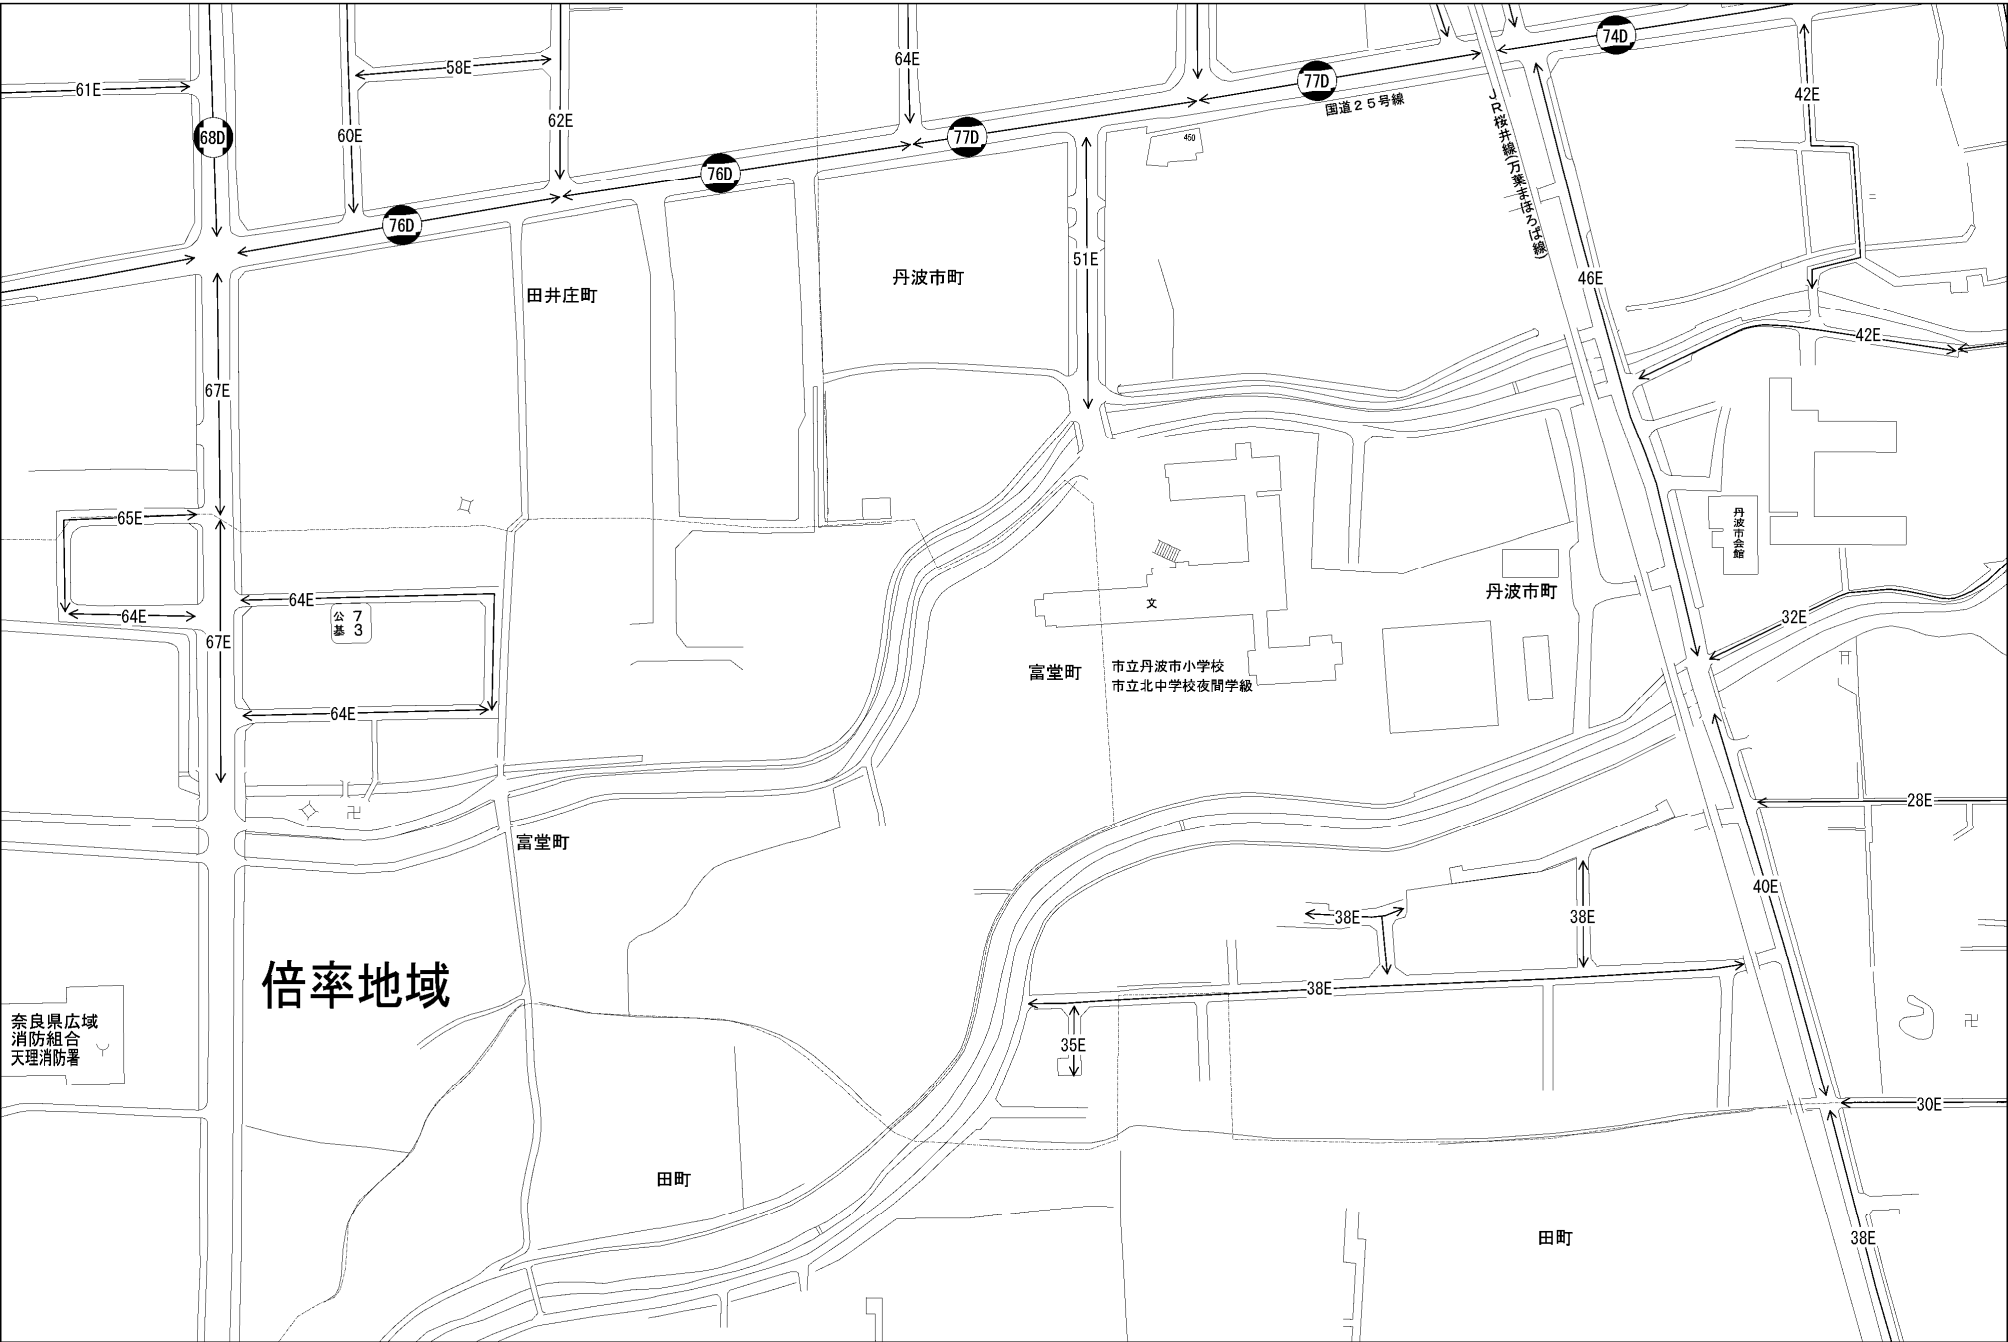 74D
64E
58E
77D
61E
42E
国道25号線
62E
60E
68D
77D
450
JR桜井線(万葉まほろば線)
76D
76D
51E
丹波市町
46E
田井庄町
42E
67E
65E
丹波市会館
丹波市町
64E
文
公 7
基 3
64E
32E
67E
市立丹波市小学校
富堂町
市立北中学校夜間学級
64E
28E
富堂町
40E
38E
38E
倍率地域
38E
奈良県広域
消防組合
天理消防署
35E
30E
田町
田町
38E